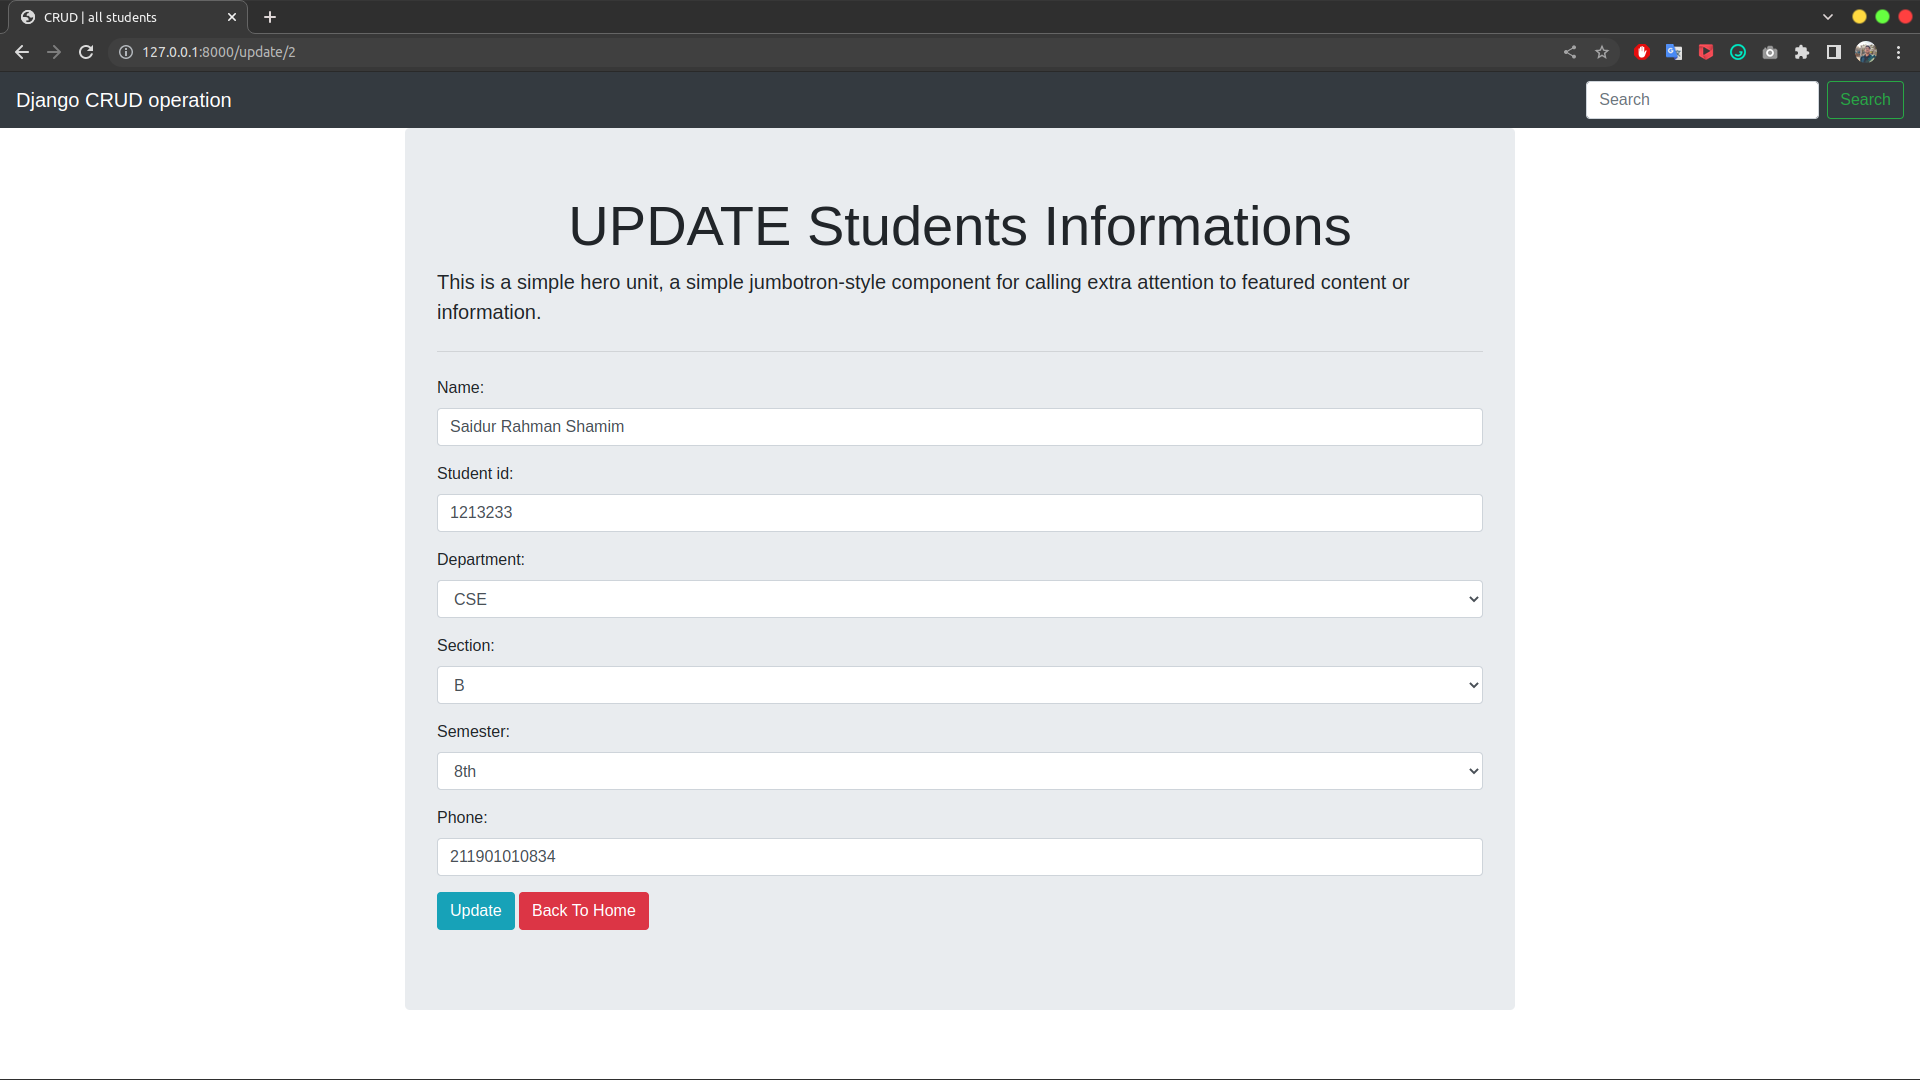 CRUD | all students
127.0.0.1:8000/update/2
Django CRUD operation
Search
Search
UPDATE Students Informations
This is a simple hero unit, a simple jumbotron-style component for calling extra attention to featured content or
information.
Name:
Saidur Rahman Shamim
Student id:
1213233
Department:
CSE
Section:
B
Semester:
8th
Phone:
211901010834
Update Back To Home